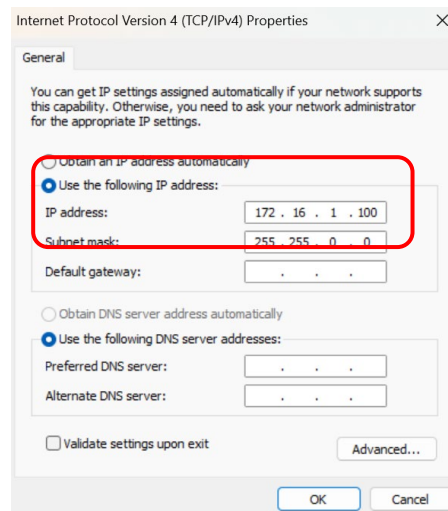 Internet Protocol Version 4 (TCP/IPv4) Properties
General
You can get IP settings assigned automatically if your network supports
this capability. Otherwise, you need to ask your network administrator
for the appropriate IP settings.
Obtain an IP address automatically
Use the following IP address:
IP address: 172 . 16 . 1 . 100
Subnet mask: 255 . 255 . 0 . 0
Default gateway: . . .
Obtain DNS server address automatically
Use the following DNS server addresses:
Preferred DNS server: . . .
Alternate DNS server: . . .
Validate settings upon exit
Advanced...
OK Cancel